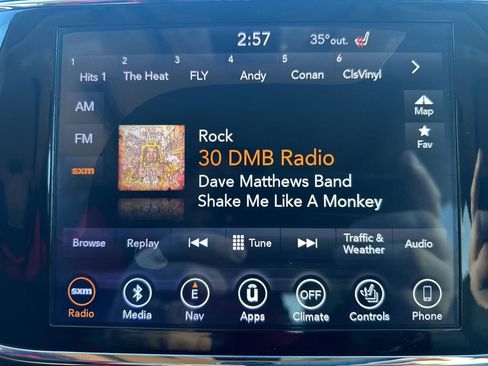 2:57 35° out.
1 2 3 4 5 6
Hits 1 The Heat FLY Andy Conan ClsVinyl
AM
Map
FM
Fav
sxm
Rock
30 DMB Radio
Dave Matthews Band
Shake Me Like A Monkey
Browse Replay Tune Traffic & Weather Audio
sxm E OFF
Radio Media Nav Apps Climate Controls Phone